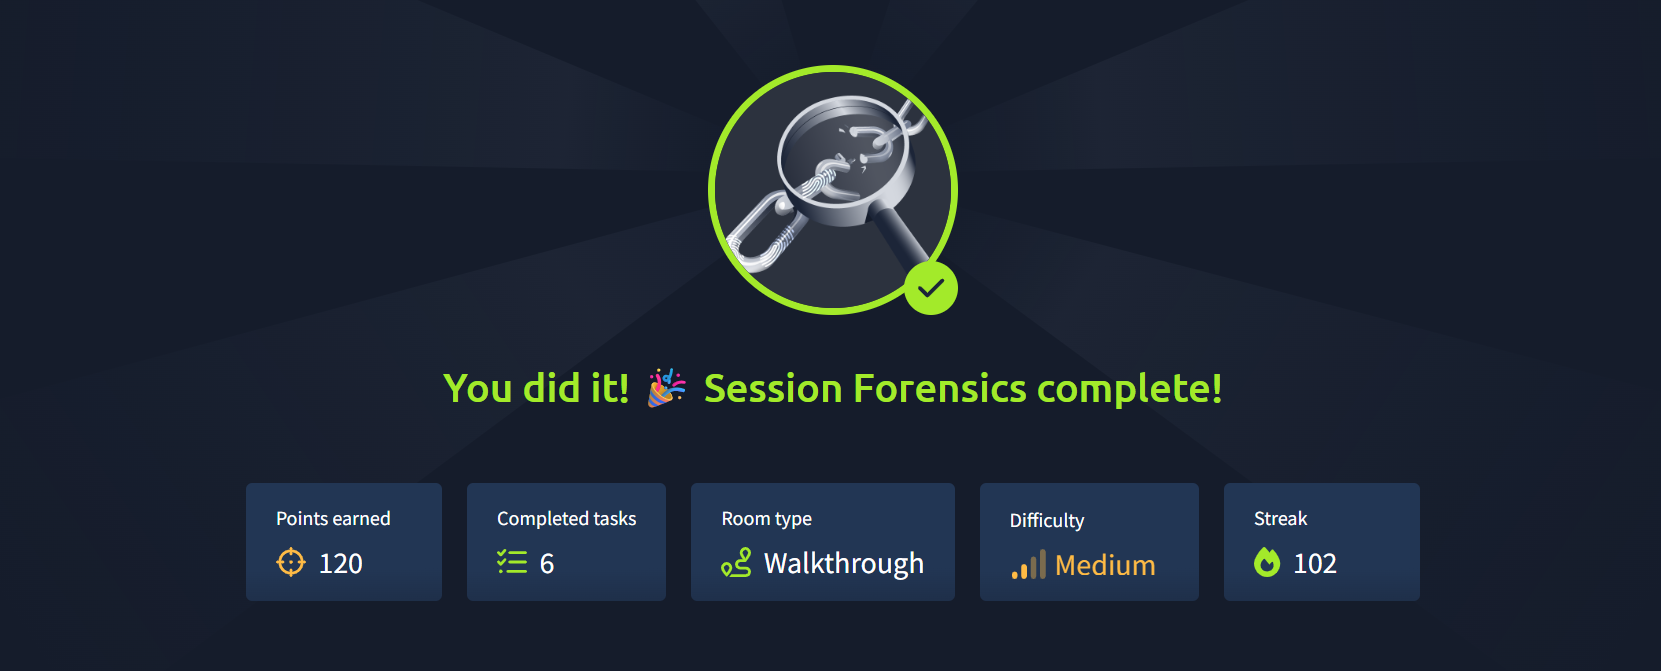 You did it! 🎉 Session Forensics complete!
Points earned
120
Completed tasks
6
Room type
Walkthrough
Difficulty
Medium
Streak
102